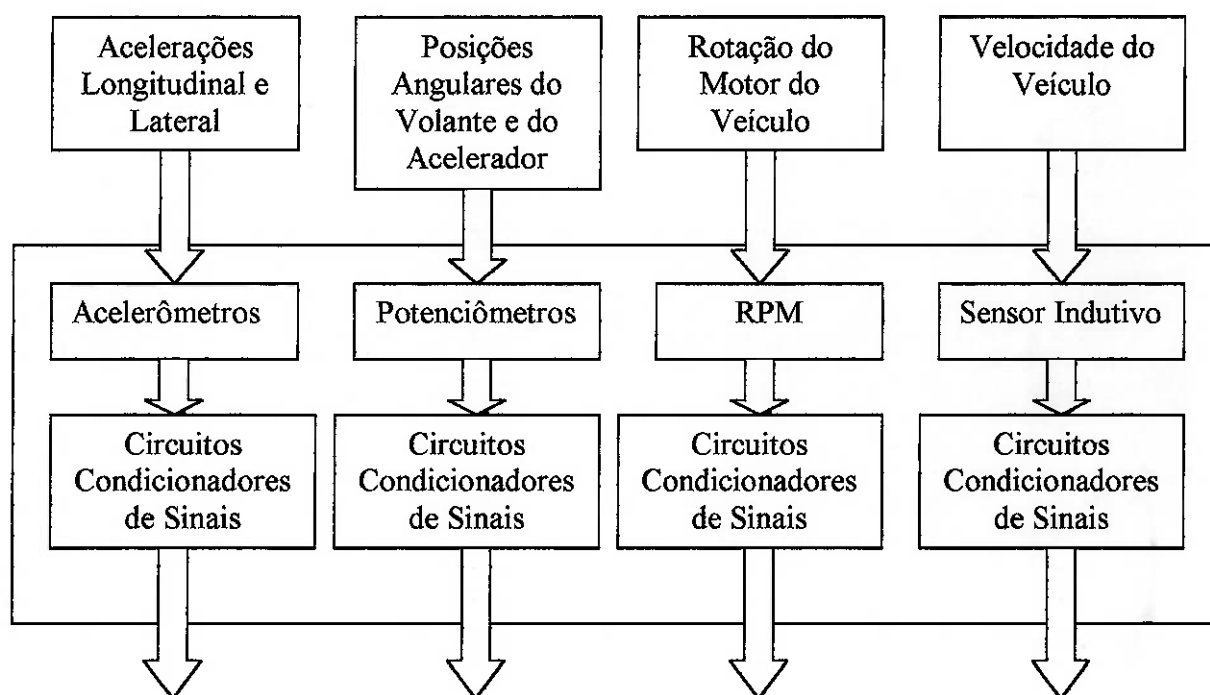 Acelerações
Longitudinal e
Lateral
Posições
Angulares do
Volante e do
Acelerador
Rotação do
Motor do
Veículo
Velocidade do
Veículo
Acelerômetros
Potenciômetros
RPM
Sensor Indutivo
Circuitos
Condicionadores
de Sinais
Circuitos
Condicionadores
de Sinais
Circuitos
Condicionadores
de Sinais
Circuitos
Condicionadores
de Sinais